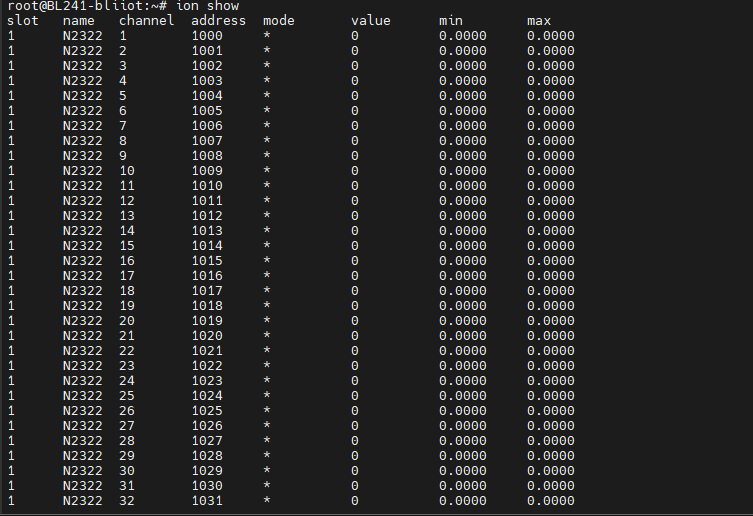 root@BL241-bliiot:~# ion show
slot name channel address mode value min max
1 N2322 1 1000 * 0 0.0000 0.0000
1 N2322 2 1001 * 0 0.0000 0.0000
1 N2322 3 1002 * 0 0.0000 0.0000
1 N2322 4 1003 * 0 0.0000 0.0000
1 N2322 5 1004 * 0 0.0000 0.0000
1 N2322 6 1005 * 0 0.0000 0.0000
1 N2322 7 1006 * 0 0.0000 0.0000
1 N2322 8 1007 * 0 0.0000 0.0000
1 N2322 9 1008 * 0 0.0000 0.0000
1 N2322 10 1009 * 0 0.0000 0.0000
1 N2322 11 1010 * 0 0.0000 0.0000
1 N2322 12 1011 * 0 0.0000 0.0000
1 N2322 13 1012 * 0 0.0000 0.0000
1 N2322 14 1013 * 0 0.0000 0.0000
1 N2322 15 1014 * 0 0.0000 0.0000
1 N2322 16 1015 * 0 0.0000 0.0000
1 N2322 17 1016 * 0 0.0000 0.0000
1 N2322 18 1017 * 0 0.0000 0.0000
1 N2322 19 1018 * 0 0.0000 0.0000
1 N2322 20 1019 * 0 0.0000 0.0000
1 N2322 21 1020 * 0 0.0000 0.0000
1 N2322 22 1021 * 0 0.0000 0.0000
1 N2322 23 1022 * 0 0.0000 0.0000
1 N2322 24 1023 * 0 0.0000 0.0000
1 N2322 25 1024 * 0 0.0000 0.0000
1 N2322 26 1025 * 0 0.0000 0.0000
1 N2322 27 1026 * 0 0.0000 0.0000
1 N2322 28 1027 * 0 0.0000 0.0000
1 N2322 29 1028 * 0 0.0000 0.0000
1 N2322 30 1029 * 0 0.0000 0.0000
1 N2322 31 1030 * 0 0.0000 0.0000
1 N2322 32 1031 * 0 0.0000 0.0000